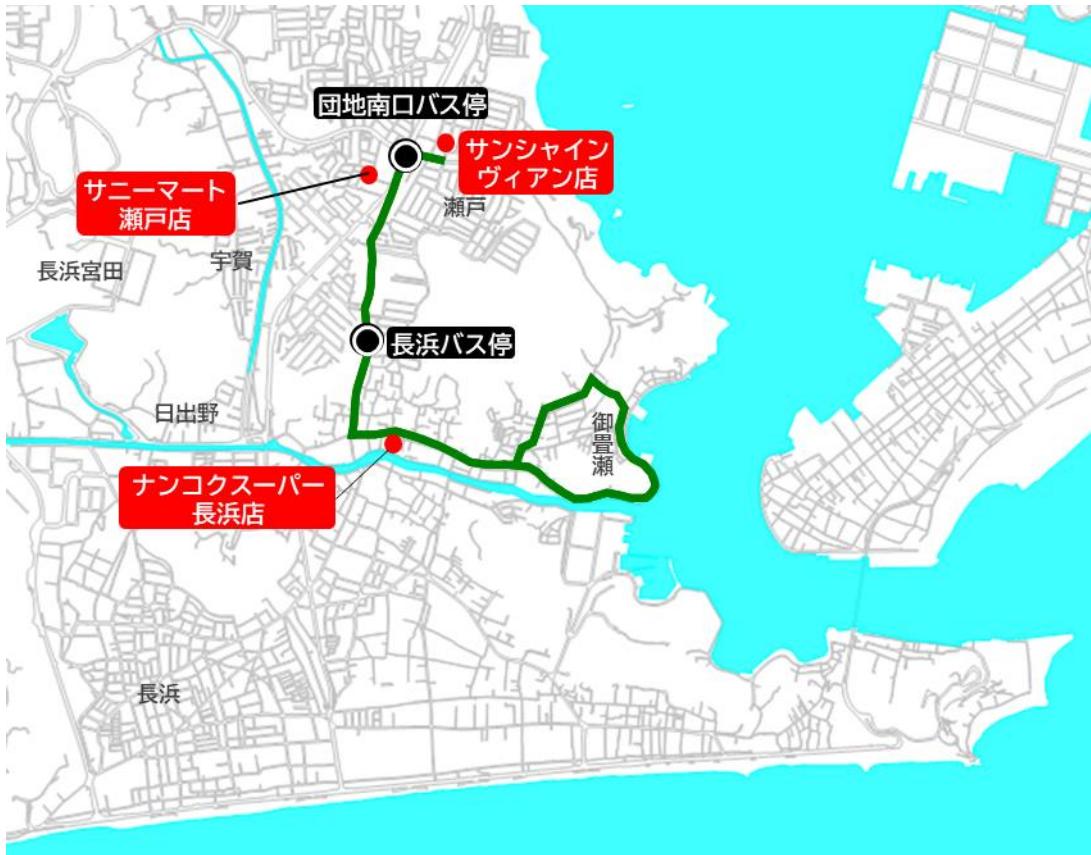 団地南口バス停
サンシャイン
ヴィアン店
サニーマート
瀬戸店
瀬戸
宇賀
長浜宮田
長浜バス停
日出野
御畳瀬
ナンコクスーパー
長浜店
長浜